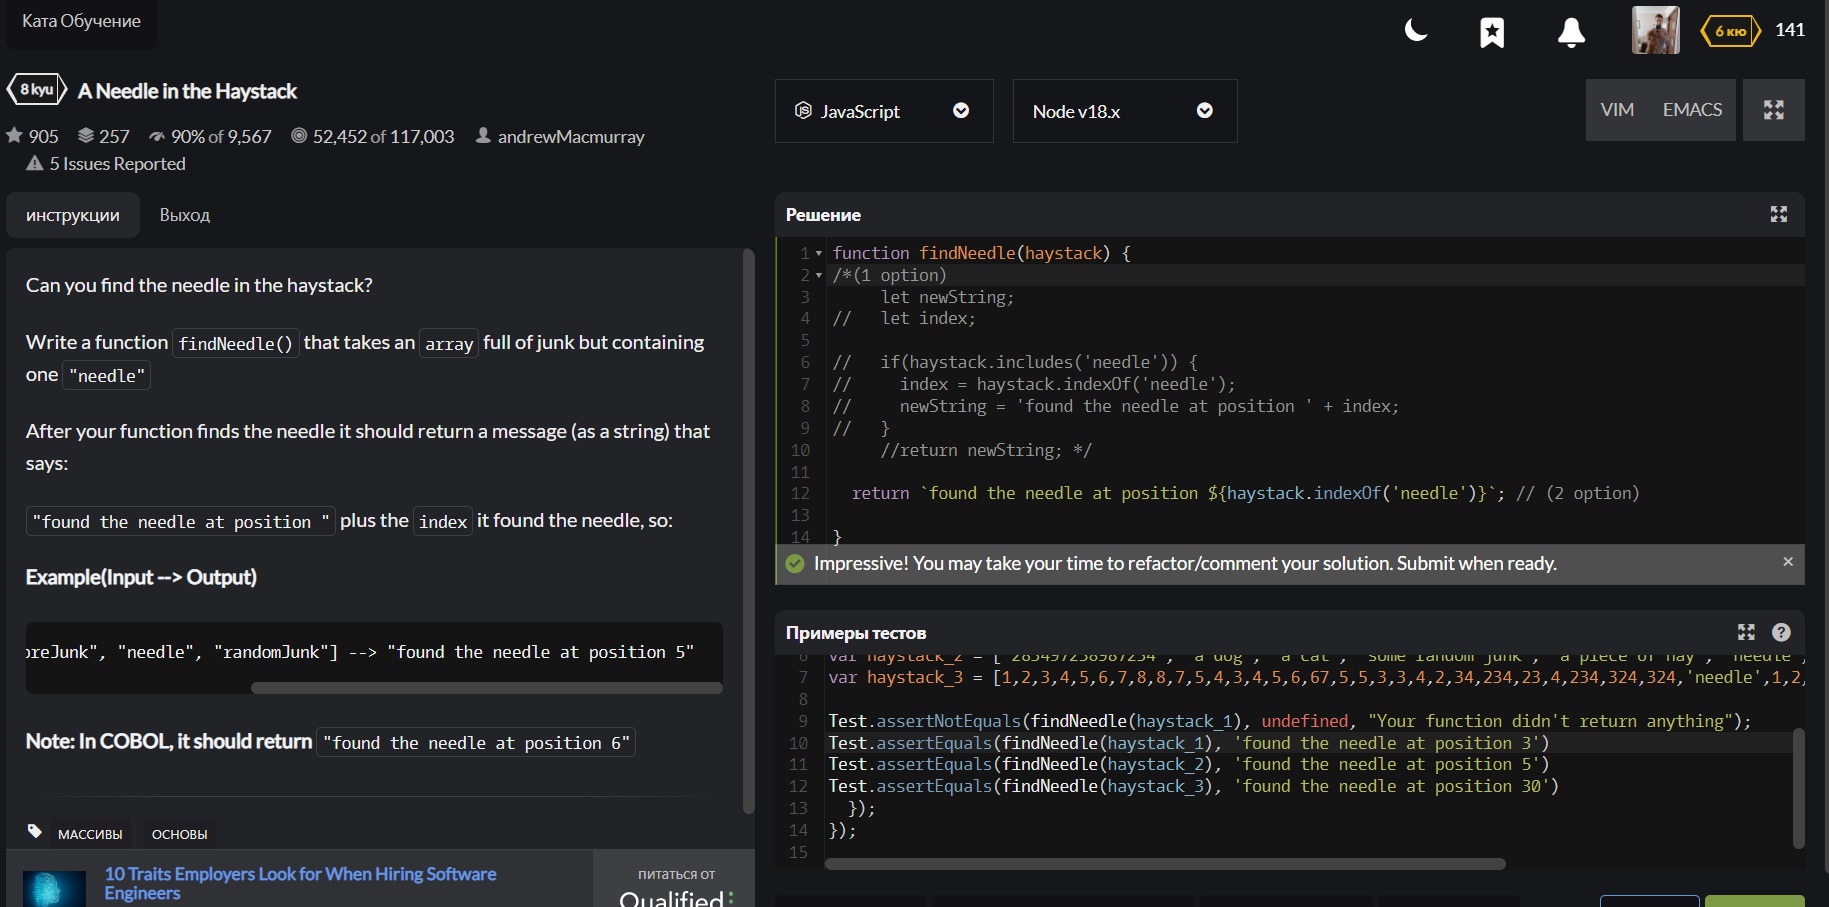 Ката Обучение
6 кю 141
8 kyu A Needle in the Haystack
905 257 90% of 9,567 52,452 of 117,003 andrewMacmurray
5 Issues Reported
инструкции Выход
Can you find the needle in the haystack?
Write a function findNeedle() that takes an array full of junk but containing
one "needle"
After your function finds the needle it should return a message (as a string) that
says:
"found the needle at position " plus the index it found the needle, so:
Example(Input --> Output)
oreJunk", "needle", "randomJunk"] --> "found the needle at position 5"
Note: In COBOL, it should return "found the needle at position 6"
МАССИВЫ ОСНОВЫ
10 Traits Employers Look for When Hiring Software
Engineers
питаться от
Qualified
JavaScript Node v18.x VIM EMACS
Решение
1 function findNeedle(haystack) {
2 /*(1 option)
3 let newString;
4 // let index;
5
6 // if(haystack.includes('needle')) {
7 // index = haystack.indexOf('needle');
8 // newString = 'found the needle at position ' + index;
9 // }
10 //return newString; */
11
12 return `found the needle at position ${haystack.indexOf('needle')}`; // (2 option)
13
14 }
Impressive! You may take your time to refactor/comment your solution. Submit when ready.
Примеры тестов
6 var haystack_2 = [ "283497238987234", "a dog", "a cat", "some random junk", "a piece of hay", "needle",
7 var haystack_3 = [1,2,3,4,5,6,7,8,8,7,5,4,3,4,5,6,67,5,5,3,3,4,2,34,234,23,4,234,324,324,'needle',1,2,
8
9 Test.assertNotEquals(findNeedle(haystack_1), undefined, "Your function didn't return anything");
10 Test.assertEquals(findNeedle(haystack_1), 'found the needle at position 3')
11 Test.assertEquals(findNeedle(haystack_2), 'found the needle at position 5')
12 Test.assertEquals(findNeedle(haystack_3), 'found the needle at position 30')
13 });
14 });
15